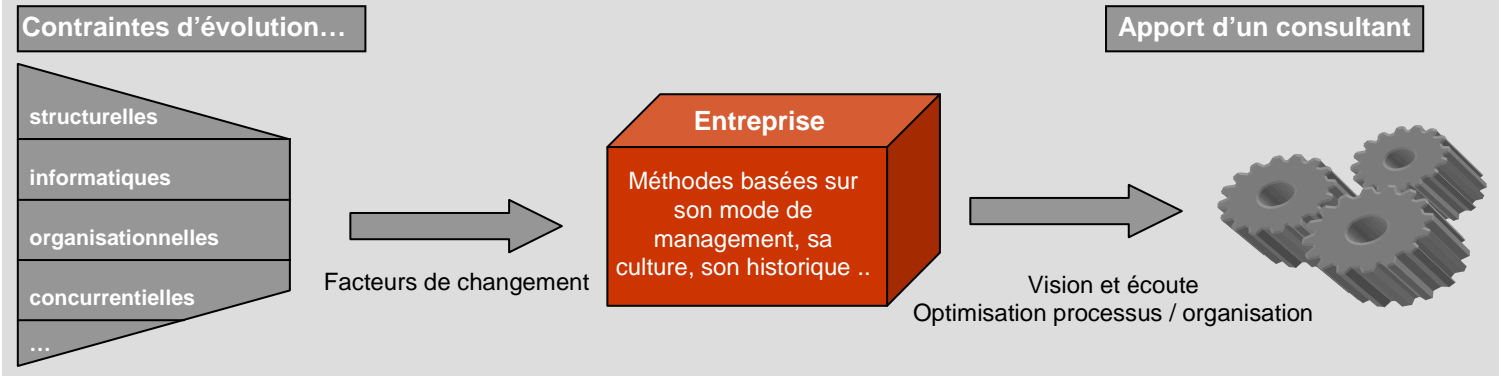 Contraintes d'évolution…
structurelles
informatiques
organisationnelles
concurrentielles
…
Facteurs de changement
Entreprise
Méthodes basées sur
son mode de
management, sa
culture, son historique ..
Apport d'un consultant
Vision et écoute
Optimisation processus / organisation